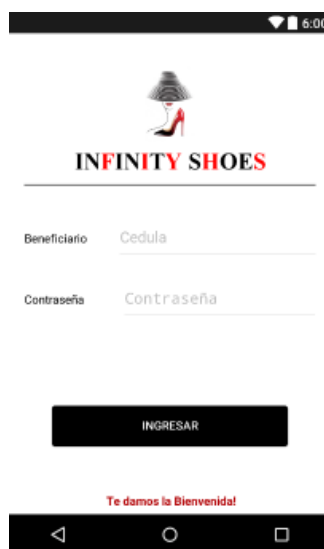 6:00
INFINITY SHOES
Beneficiario Cedula
Contraseña Contraseña
INGRESAR
Te damos la Bienvenida!